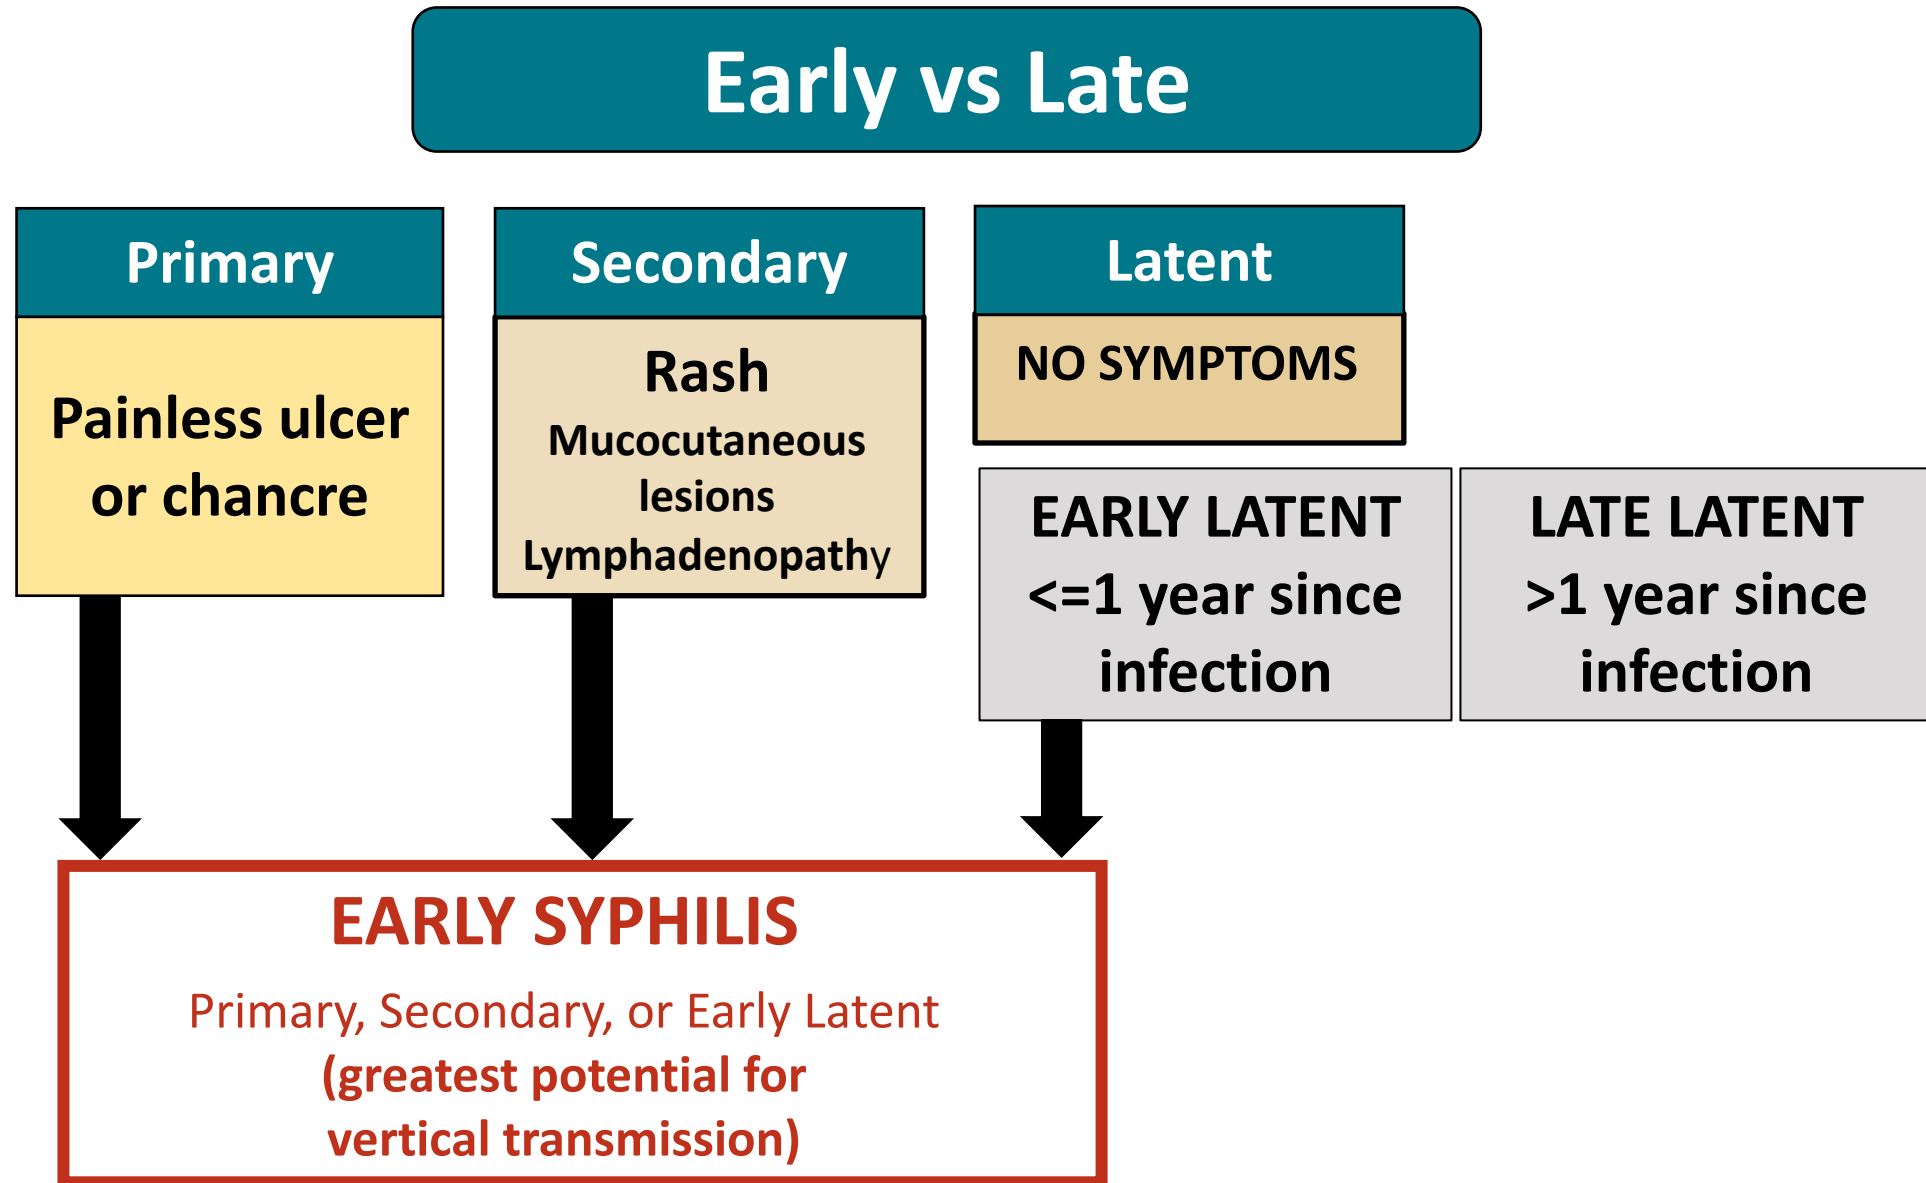 Early vs Late
Primary
Painless ulcer
or chancre
Secondary
Rash
Mucocutaneous
lesions
Lymphadenopathy
Latent
NO SYMPTOMS
EARLY LATENT
<=1 year since
infection
LATE LATENT
>1 year since
infection
EARLY SYPHILIS
Primary, Secondary, or Early Latent
(greatest potential for
vertical transmission)